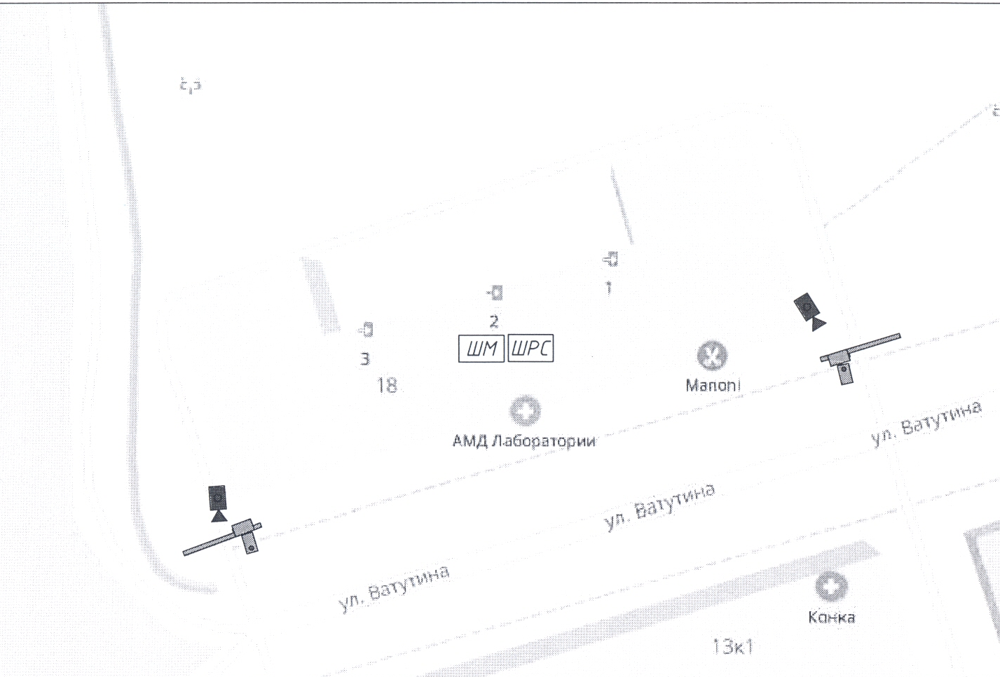 1
2
3
ШМ ШРС
18
Manoni
АМД Лаборатории
ул. Ватутина
ул. Ватутина
ул. Ватутина
Конка
13к1